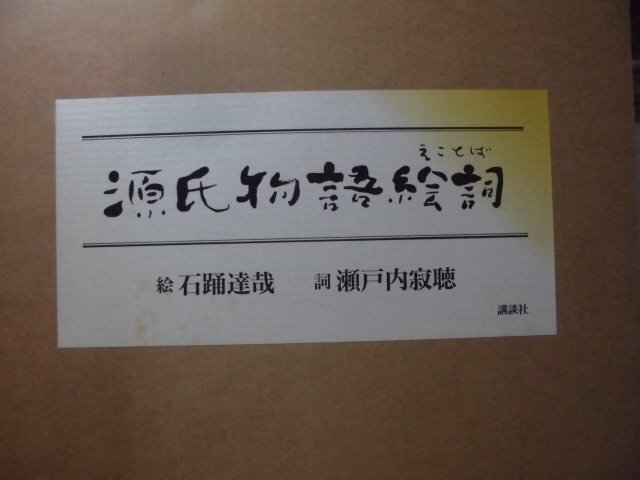 えことば
源氏物語絵詞
絵 石踊達哉 詞 瀬戸内寂聴
講談社